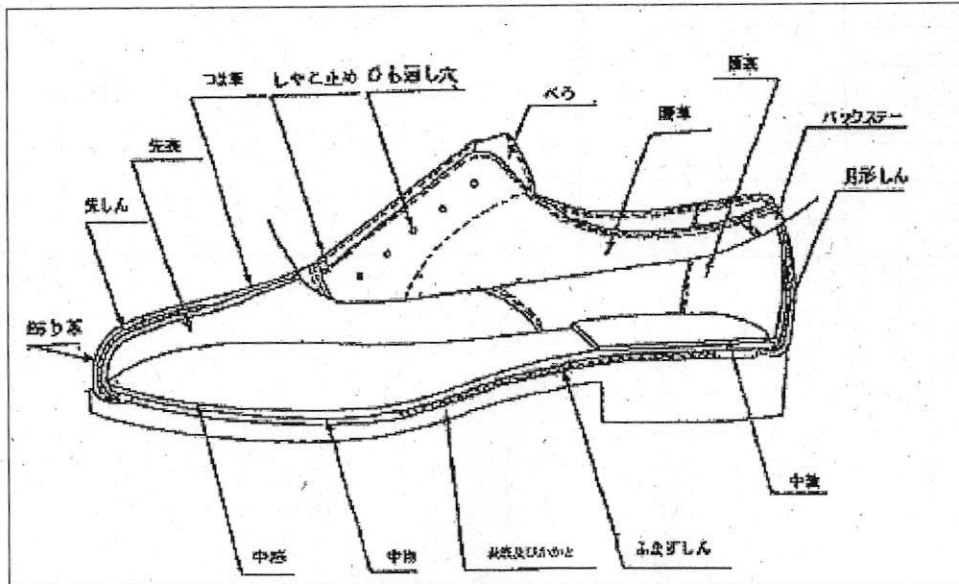 つま革
しゃこ止め
ひも通し穴
べろ
腰裏
腰革
バックステー
先裏
月形しん
先しん
飾り革
中底
中物
表底及びかかと
ふまずしん
中敷